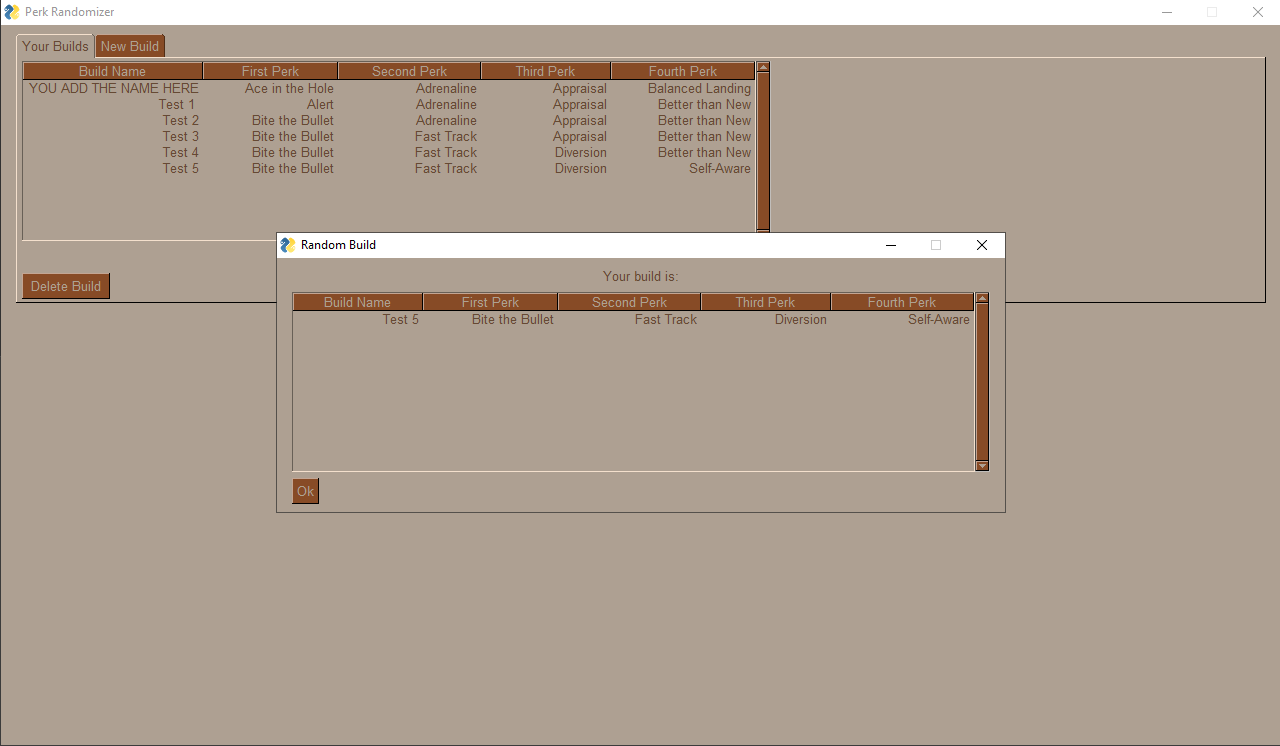 Perk Randomizer
Your Builds New Build
Build Name First Perk Second Perk Third Perk Fourth Perk
YOU ADD THE NAME HERE Ace in the Hole Adrenaline Appraisal Balanced Landing
Test 1 Alert Adrenaline Appraisal Better than New
Test 2 Bite the Bullet Adrenaline Appraisal Better than New
Test 3 Bite the Bullet Fast Track Appraisal Better than New
Test 4 Bite the Bullet Fast Track Diversion Better than New
Test 5 Bite the Bullet Fast Track Diversion Self-Aware
Delete Build
Random Build
Your build is:
Build Name First Perk Second Perk Third Perk Fourth Perk
Test 5 Bite the Bullet Fast Track Diversion Self-Aware
Ok